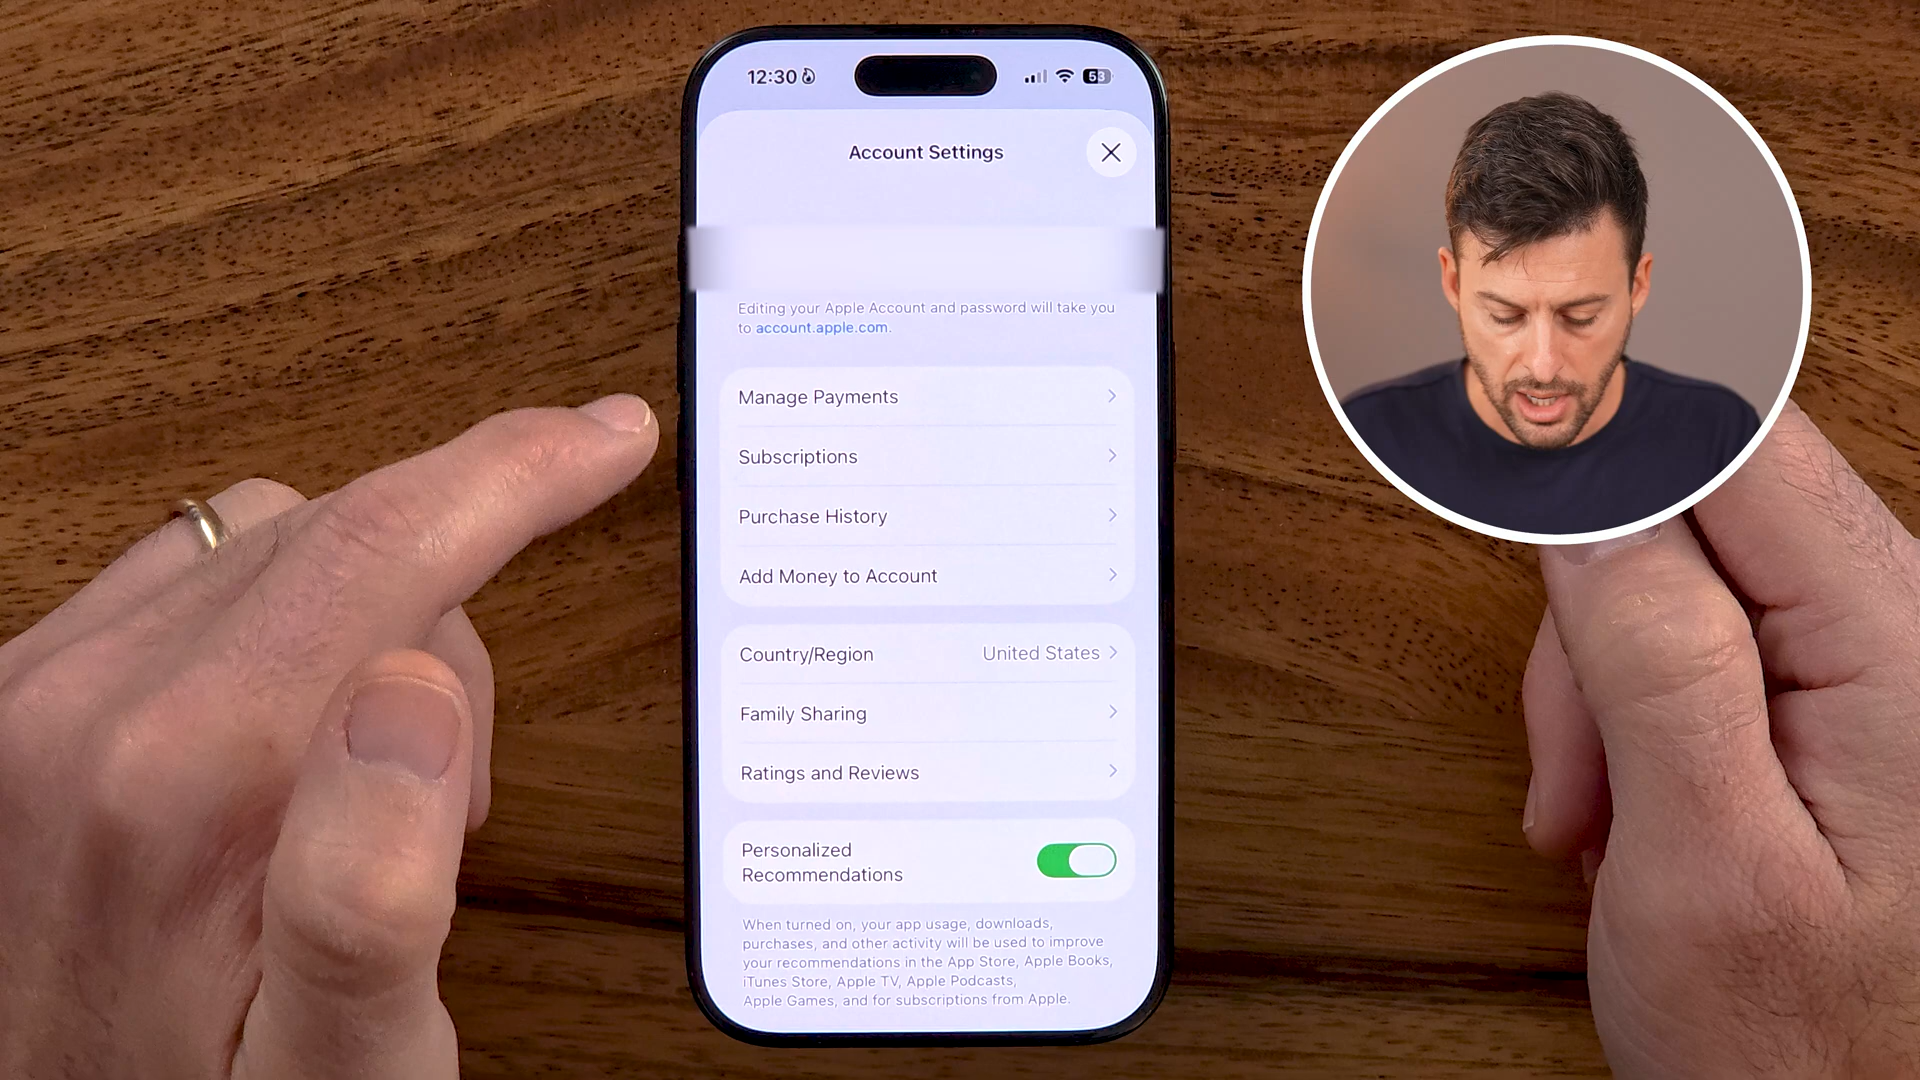 12:30
53
Account Settings
Editing your Apple Account and password will take you
to account.apple.com.
Manage Payments
Subscriptions
Purchase History
Add Money to Account
Country/Region United States
Family Sharing
Ratings and Reviews
Personalized
Recommendations
When turned on, your app usage, downloads,
purchases, and other activity will be used to improve
your recommendations in the App Store, Apple Books,
iTunes Store, Apple TV, Apple Podcasts,
Apple Games, and for subscriptions from Apple.